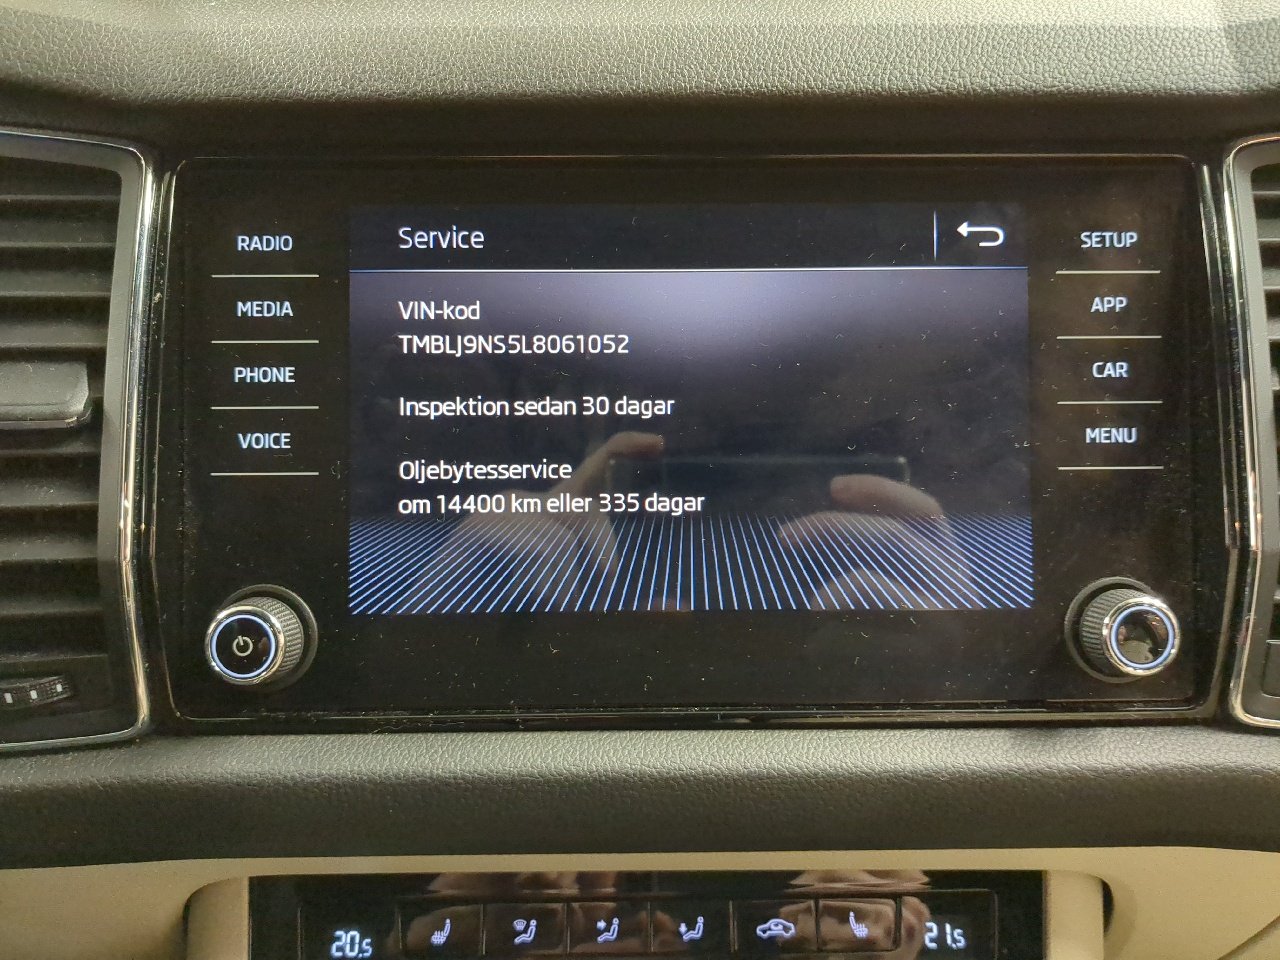 Service
RADIO
MEDIA
PHONE
VOICE
VIN-kod
TMBLJ9NS5L8061052
Inspektion sedan 30 dagar
Oljebytesservice
om 14400 km eller 335 dagar
SETUP
APP
CAR
MENU
20.5
21.5